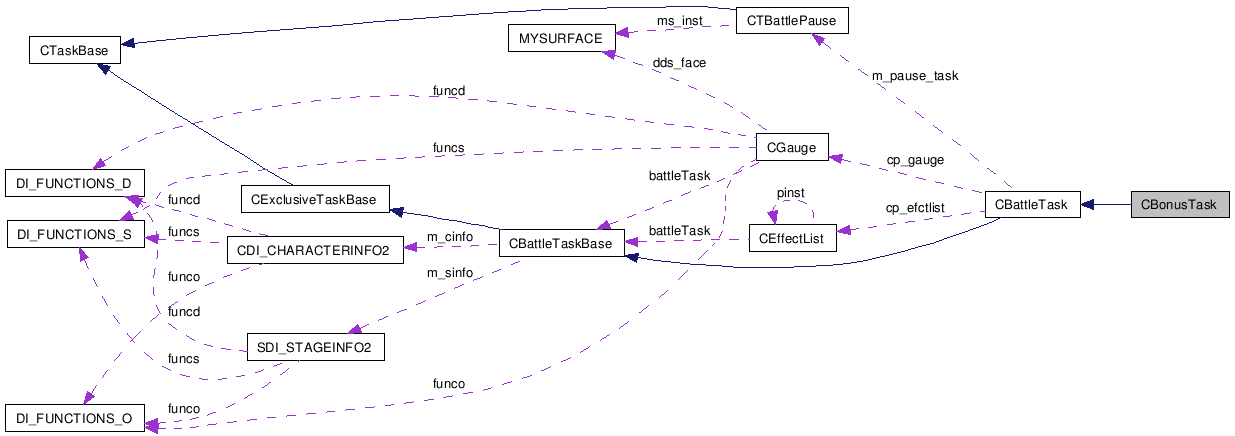 ms_inst
CTBattlePause
MYSURFACE
CTaskBase
dds_face
m_pause_task
funcd
funcs
CGauge
cp_gauge
battleTask
DI_FUNCTIONS_D
funcd
CExclusiveTaskBase
pinst
cp_efctlist
CBattleTask
CBonusTask
DI_FUNCTIONS_S
funcs
CDI_CHARACTERINFO2
m_cinfo
CBattleTaskBase
battleTask
CEffectList
m_sinfo
funco
funcd
SDI_STAGEINFO2
funcs
funco
funco
DI_FUNCTIONS_O